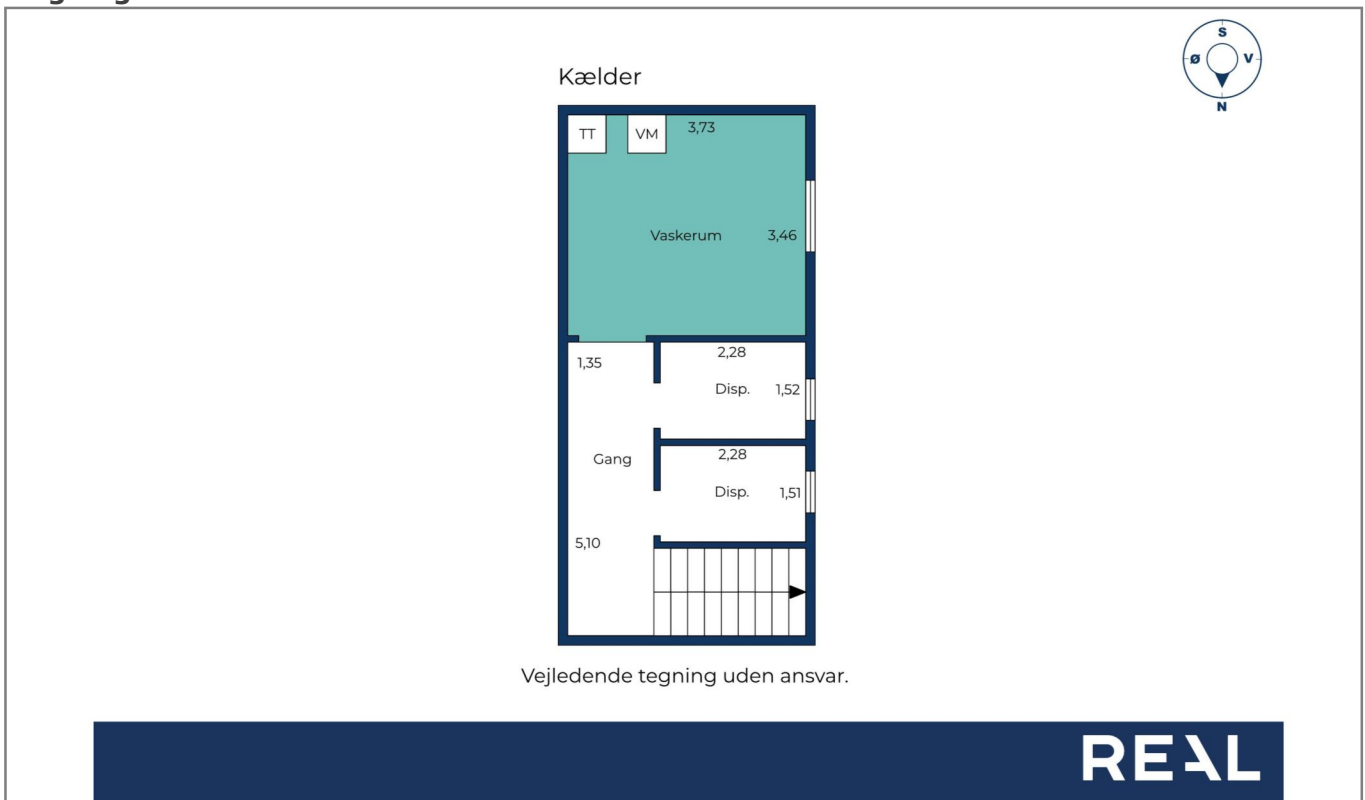 S
Ø V
N
Kælder
TT VM 3,73
Vaskerum 3,46
1,35 2,28
Disp. 1,52
Gang 2,28
Disp. 1,51
5,10
Vejledende tegning uden ansvar.
REAL